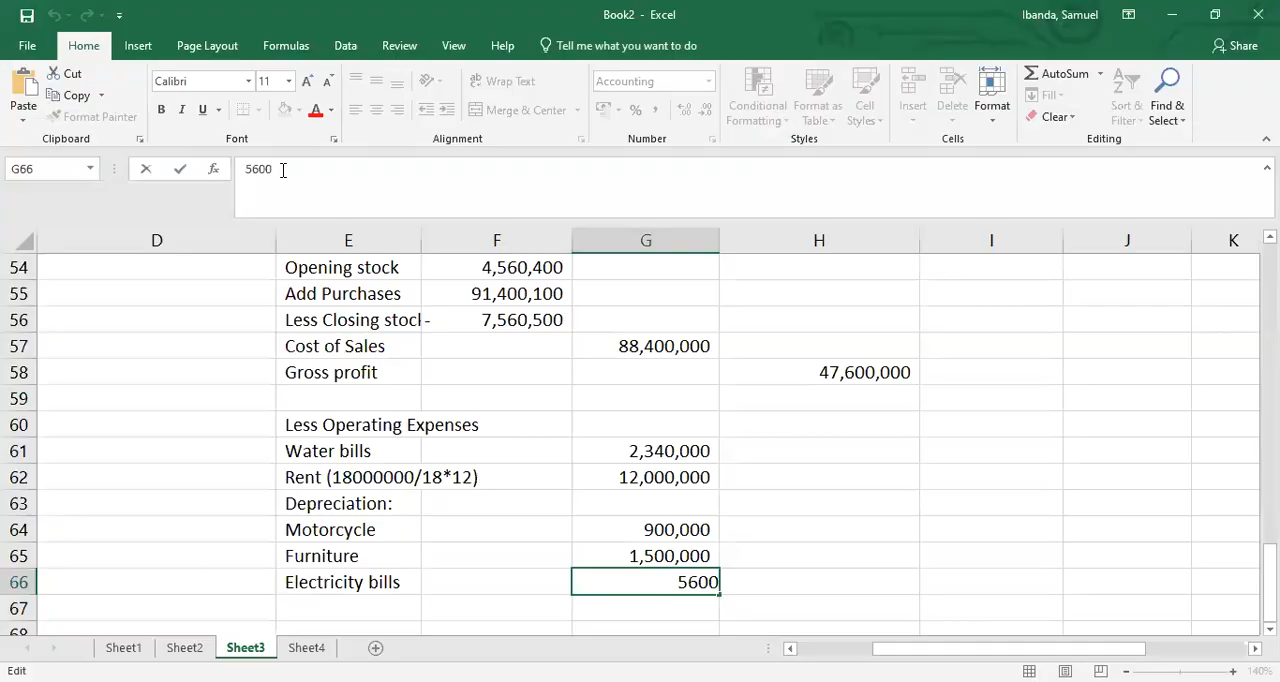 Book2 - Excel
Ibanda, Samuel
File Home Insert Page Layout Formulas Data Review View Help Tell me what you want to do Share
Paste Cut Copy Format Painter Clipboard
Calibri 11 B I U Font
Wrap Text Merge & Center Alignment
Accounting Number
Conditional Formatting Format as Table Cell Styles Styles
Insert Delete Format Cells
AutoSum Fill Clear Sort & Filter Find & Select Editing
G66 fx 5600
D E F G H I J K
54 Opening stock 4,560,400
55 Add Purchases 91,400,100
56 Less Closing stocl - 7,560,500
57 Cost of Sales 88,400,000
58 Gross profit 47,600,000
59
60 Less Operating Expenses
61 Water bills 2,340,000
62 Rent (18000000/18*12) 12,000,000
63 Depreciation:
64 Motorcycle 900,000
65 Furniture 1,500,000
66 Electricity bills 5600
67
68
Sheet1 Sheet2 Sheet3 Sheet4
Edit 140%